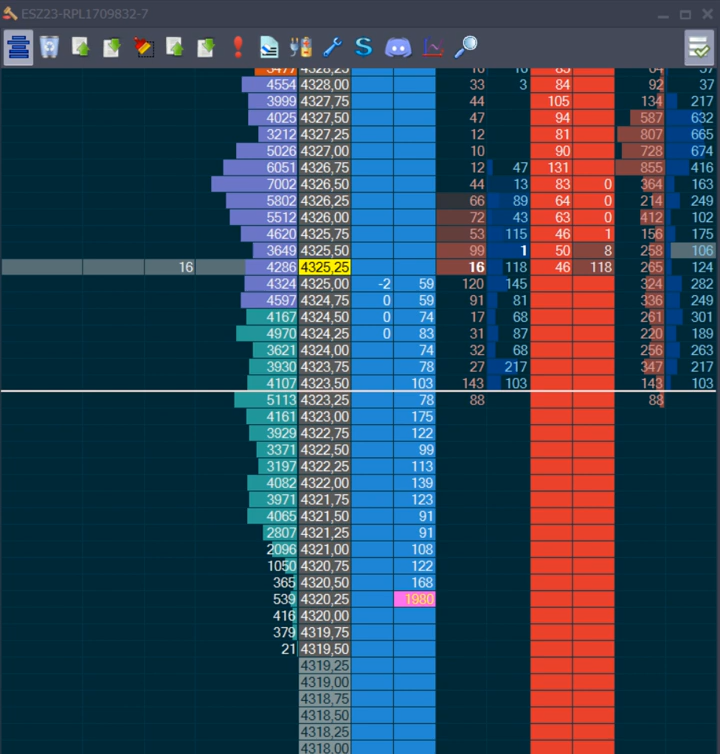 ESZ23-RPL1709832-7
3477 4328,25 10 10 85 64 37
4554 4328,00 33 3 84 92 37
3999 4327,75 44 105 134 217
4025 4327,50 47 94 587 632
3212 4327,25 12 81 807 665
5026 4327,00 10 90 728 674
6051 4326,75 12 47 131 855 416
7002 4326,50 44 13 83 0 364 163
5802 4326,25 66 89 64 0 214 249
5512 4326,00 72 43 63 0 412 102
4620 4325,75 53 115 46 1 156 175
3649 4325,50 99 1 50 8 258 106
16 4286 4325,25 16 118 46 118 265 124
4324 4325,00 -2 59 120 145 324 282
4597 4324,75 0 59 91 81 336 249
4167 4324,50 0 74 17 68 261 301
4970 4324,25 0 83 31 87 220 189
3621 4324,00 74 32 68 256 263
3930 4323,75 78 27 217 347 217
4107 4323,50 103 143 103 143 103
5113 4323,25 78 88 88
4161 4323,00 175
3929 4322,75 122
3371 4322,50 99
3197 4322,25 113
4082 4322,00 139
3971 4321,75 123
4065 4321,50 91
2807 4321,25 91
2096 4321,00 108
1050 4320,75 122
365 4320,50 168
539 4320,25 1980
416 4320,00
379 4319,75
21 4319,50
4319,25
4319,00
4318,75
4318,50
4318,25
4318,00